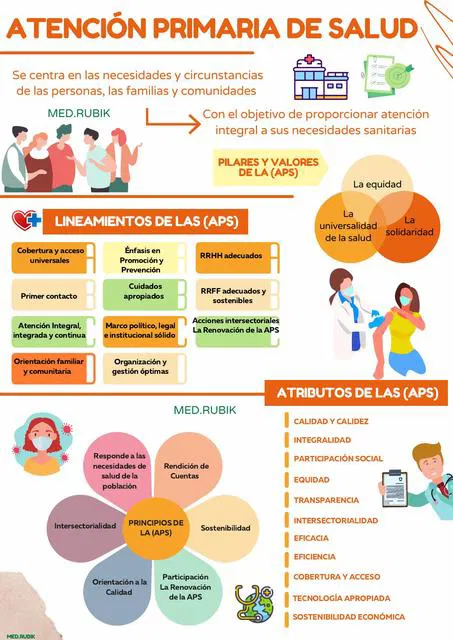 ATENCIÓN PRIMARIA DE SALUD
Se centra en las necesidades y circunstancias
de las personas, las familias y comunidades
MED.RUBIK
Con el objetivo de proporcionar atención
integral a sus necesidades sanitarias
PILARES Y VALORES
DE LA (APS)
La equidad
La
universalidad
de la salud
La
solidaridad
LINEAMIENTOS DE LAS (APS)
Cobertura y acceso
universales
Énfasis en
Promoción y
Prevención
RRHH adecuados
Primer contacto
Cuidados
apropiados
RRFF adecuados y
sostenibles
Atención Integral,
integrada y continua
Marco político, legal
e institucional sólido
Acciones intersectoriales
La Renovación de la APS
Orientación familiar
y comunitaria
Organización y
gestión óptimas
ATRIBUTOS DE LAS (APS)
MED.RUBIK
CALIDAD Y CALIDEZ
INTEGRALIDAD
PARTICIPACIÓN SOCIAL
EQUIDAD
TRANSPARENCIA
INTERSECTORIALIDAD
EFICACIA
EFICIENCIA
COBERTURA Y ACCESO
TECNOLOGÍA APROPIADA
SOSTENIBILIDAD ECONÓMICA
Responde a las
necesidades de
salud de la
población
Rendición de
Cuentas
Intersectorialidad
PRINCIPIOS DE
LA (APS)
Sostenibilidad
Orientación a la
Calidad
Participación
La Renovación
de la APS
MED.RUBIK